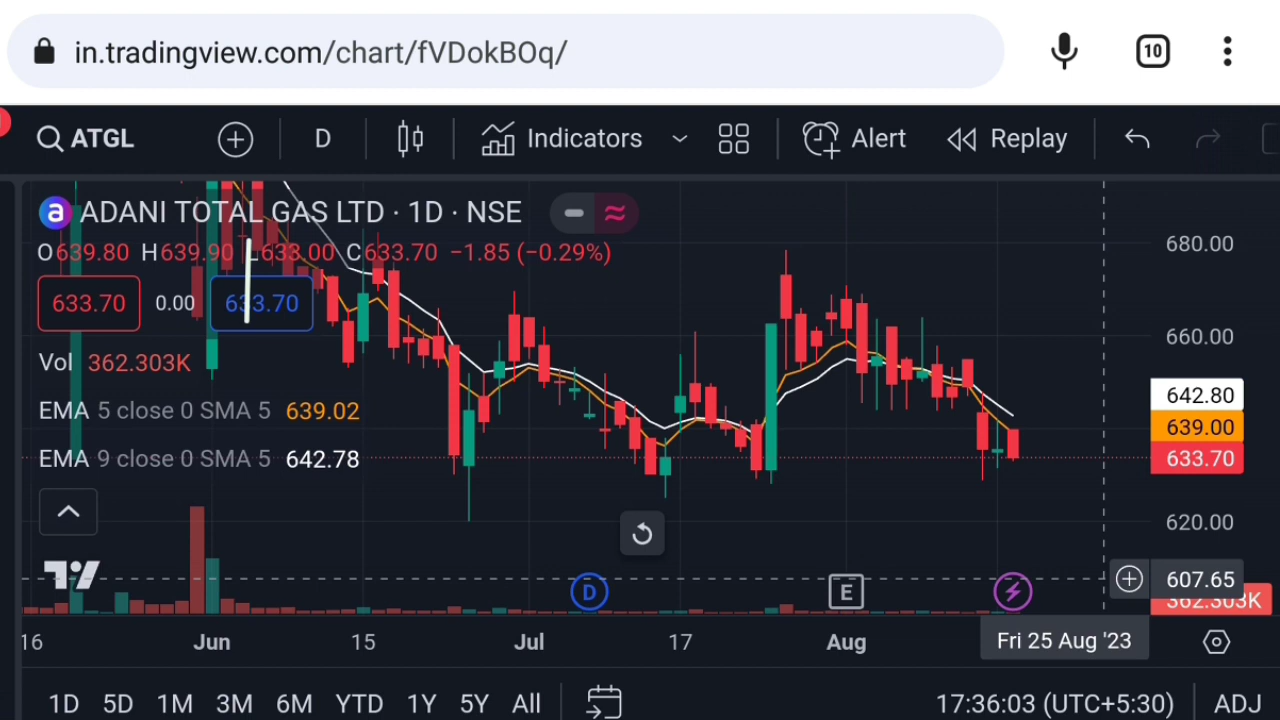 in.tradingview.com/chart/fVDokBOq/
10
ATGL
D
Indicators
Alert
Replay
a ADANI TOTAL GAS LTD · 1D · NSE
O639.80 H639.90 L633.00 C633.70 −1.85 (−0.29%)
633.70 0.00 633.70
Vol 362.303K
EMA 5 close 0 SMA 5 639.02
EMA 9 close 0 SMA 5 642.78
680.00
660.00
642.80
639.00
633.70
620.00
607.65
362.303K
D E
16 Jun 15 Jul 17 Aug Fri 25 Aug '23
1D 5D 1M 3M 6M YTD 1Y 5Y All 17:36:03 (UTC+5:30) ADJ